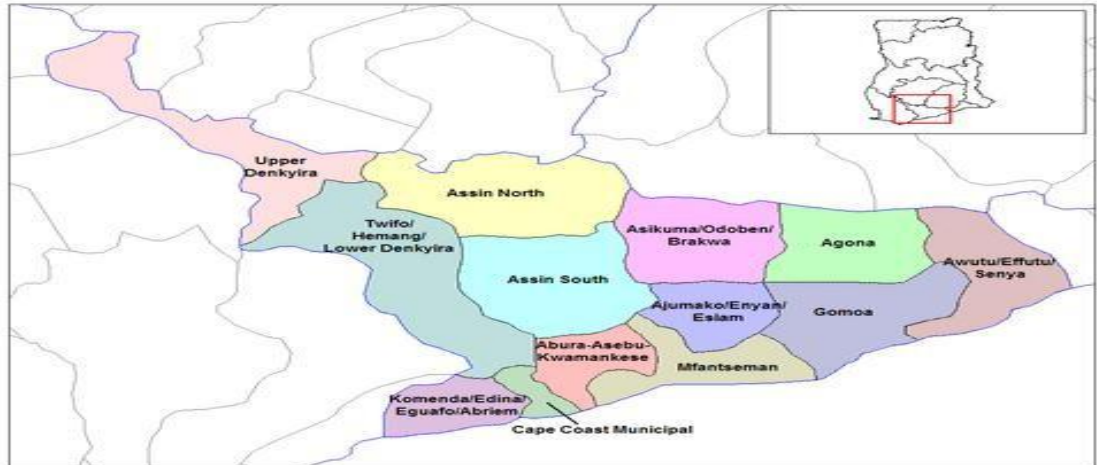 Upper
Denkyira
Assin North
Twifo/
Hemang/
Lower Denkyira
Asikuma/Odoben/
Brakwa
Agona
Awutu/Effutu/
Senya
Assin South
Ajumako/Enyan/
Eslam
Gomoa
Abura-Asebu-
Kwamankese
Mfantseman
Komenda/Edina/
Eguafo/Abriem
Cape Coast Municipal